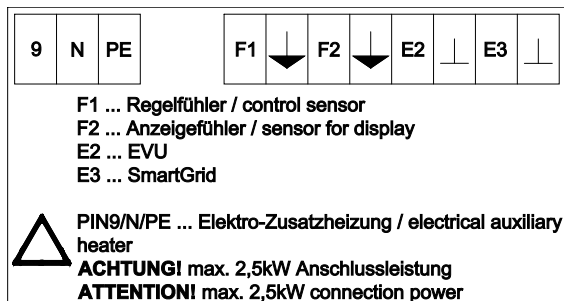 9 N PE F1 F2 E2 E3
F1 ... Regelfühler / control sensor
F2 ... Anzeigefühler / sensor for display
E2 ... EVU
E3 ... SmartGrid
PIN9/N/PE ... Elektro-Zusatzheizung / electrical auxiliary
heater
ACHTUNG! max. 2,5kW Anschlussleistung
ATTENTION! max. 2,5kW connection power